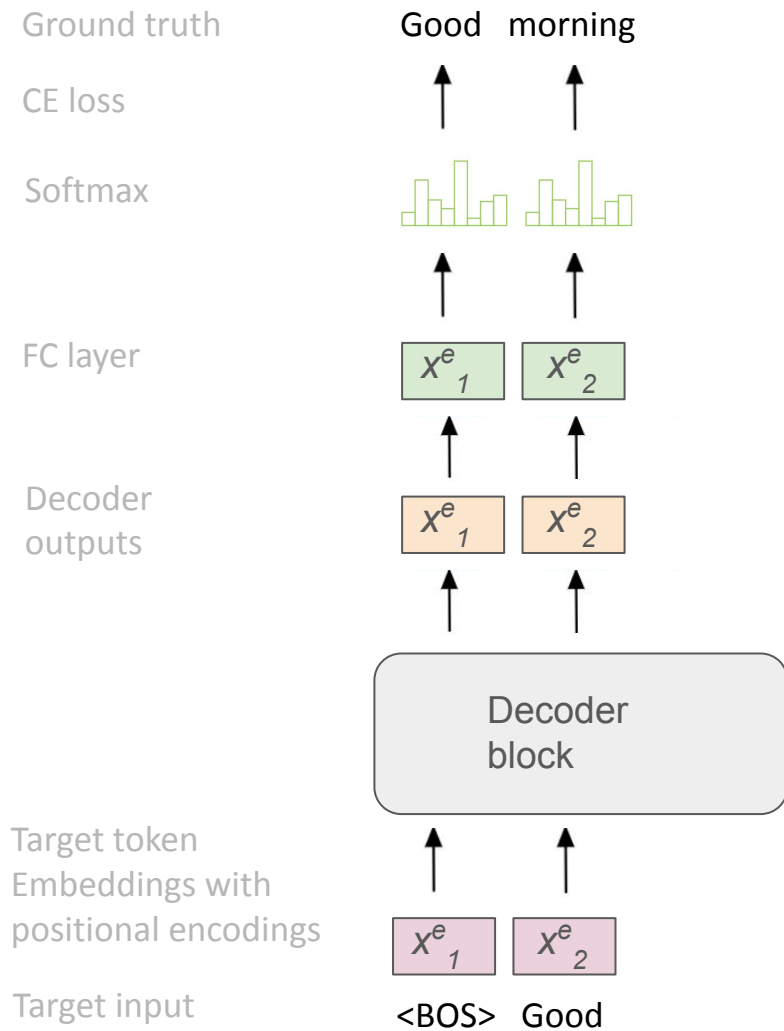 Ground truth Good morning
CE loss
Softmax
FC layer x^e_1 x^e_2
Decoder
outputs x^e_1 x^e_2
Decoder
block
Target token
Embeddings with
positional encodings x^e_1 x^e_2
Target input <BOS> Good